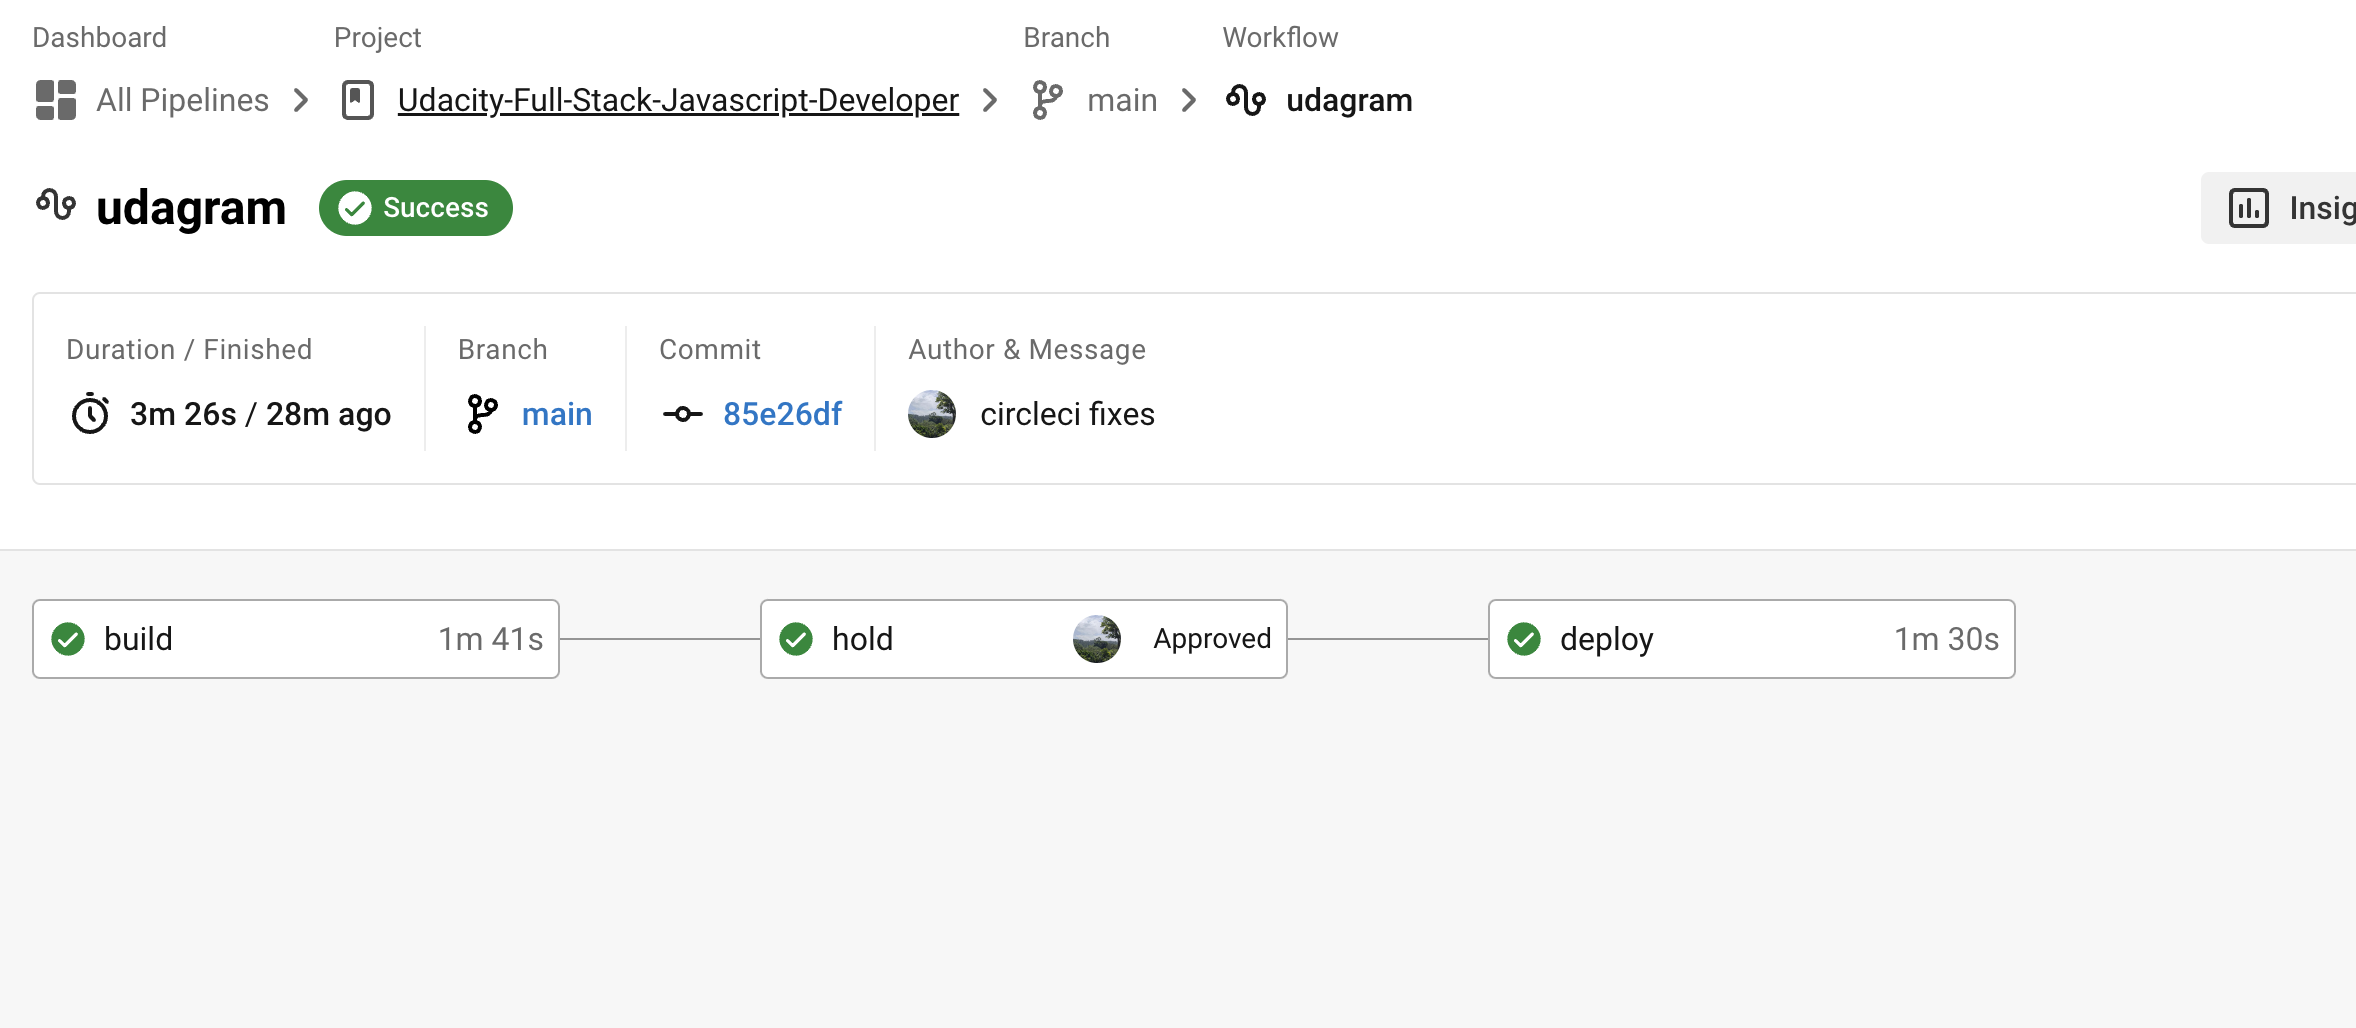 Dashboard Project Branch Workflow
All Pipelines Udacity-Full-Stack-Javascript-Developer main udagram
udagram Success Insig
Duration / Finished Branch Commit Author & Message
3m 26s / 28m ago main 85e26df circleci fixes
build 1m 41s hold Approved deploy 1m 30s